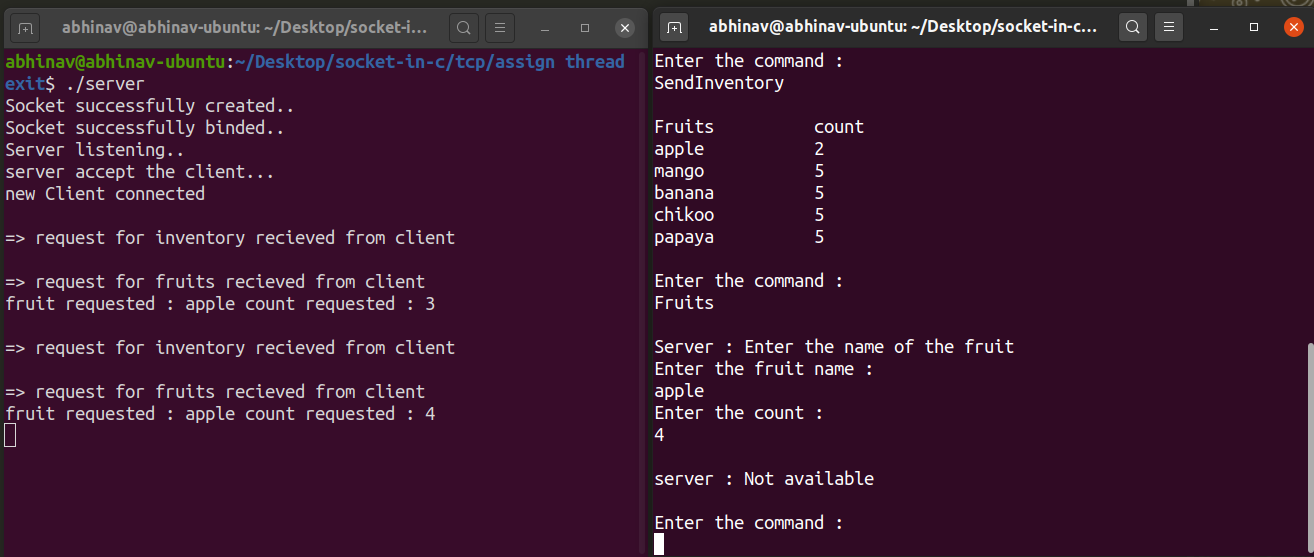 abhinav@abhinav-ubuntu: ~/Desktop/socket-i...
abhinav@abhinav-ubuntu:~/Desktop/socket-in-c/tcp/assign thread
exit$ ./server
Socket successfully created..
Socket successfully binded..
Server listening..
server accept the client...
new Client connected
=> request for inventory recieved from client
=> request for fruits recieved from client
fruit requested : apple count requested : 3
=> request for inventory recieved from client
=> request for fruits recieved from client
fruit requested : apple count requested : 4
abhinav@abhinav-ubuntu: ~/Desktop/socket-in-c...
Enter the command :
SendInventory
Fruits count
apple 2
mango 5
banana 5
chikoo 5
papaya 5
Enter the command :
Fruits
Server : Enter the name of the fruit
Enter the fruit name :
apple
Enter the count :
4
server : Not available
Enter the command :